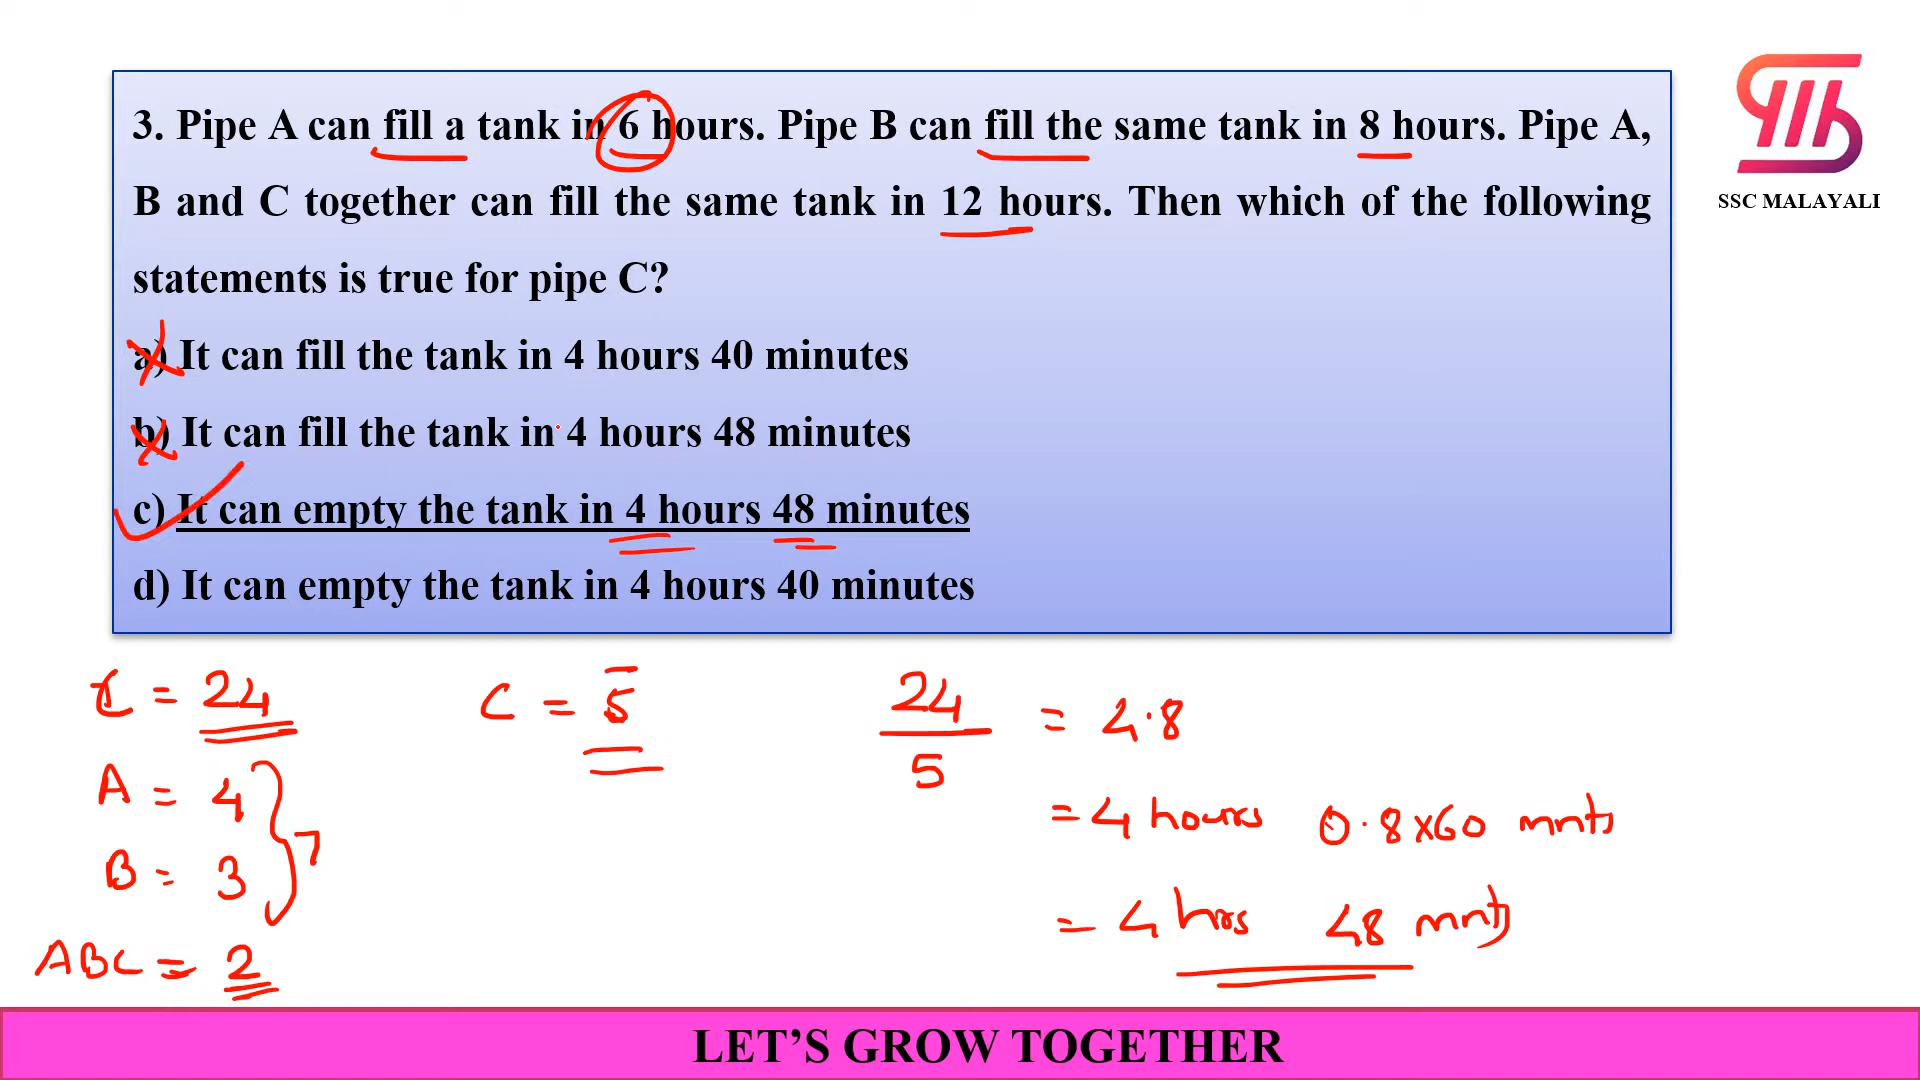 3. Pipe A can fill a tank in 6 hours. Pipe B can fill the same tank in 8 hours. Pipe A,
B and C together can fill the same tank in 12 hours. Then which of the following
statements is true for pipe C?
a) It can fill the tank in 4 hours 40 minutes
b) It can fill the tank in 4 hours 48 minutes
c) It can empty the tank in 4 hours 48 minutes
d) It can empty the tank in 4 hours 40 minutes
SSC MALAYALI
= 24
A = 4
B = 3
7
ABC = 2
C = 5
24/5 = 4.8
= 4 hours 0.8x60 mnts
= 4 hrs 48 mnts
LET’S GROW TOGETHER